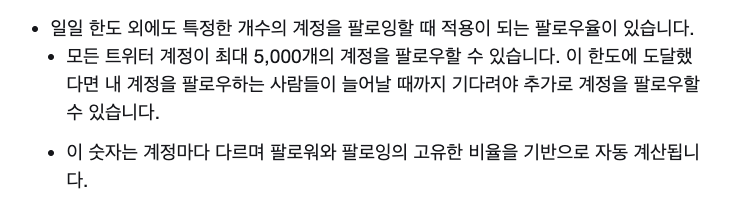 • 일일 한도 외에도 특정한 개수의 계정을 팔로잉할 때 적용이 되는 팔로우율이 있습니다.
• 모든 트위터 계정이 최대 5,000개의 계정을 팔로우할 수 있습니다. 이 한도에 도달했
다면 내 계정을 팔로우하는 사람들이 늘어날 때까지 기다려야 추가로 계정을 팔로우할
수 있습니다.
• 이 숫자는 계정마다 다르며 팔로워와 팔로잉의 고유한 비율을 기반으로 자동 계산됩니
다.